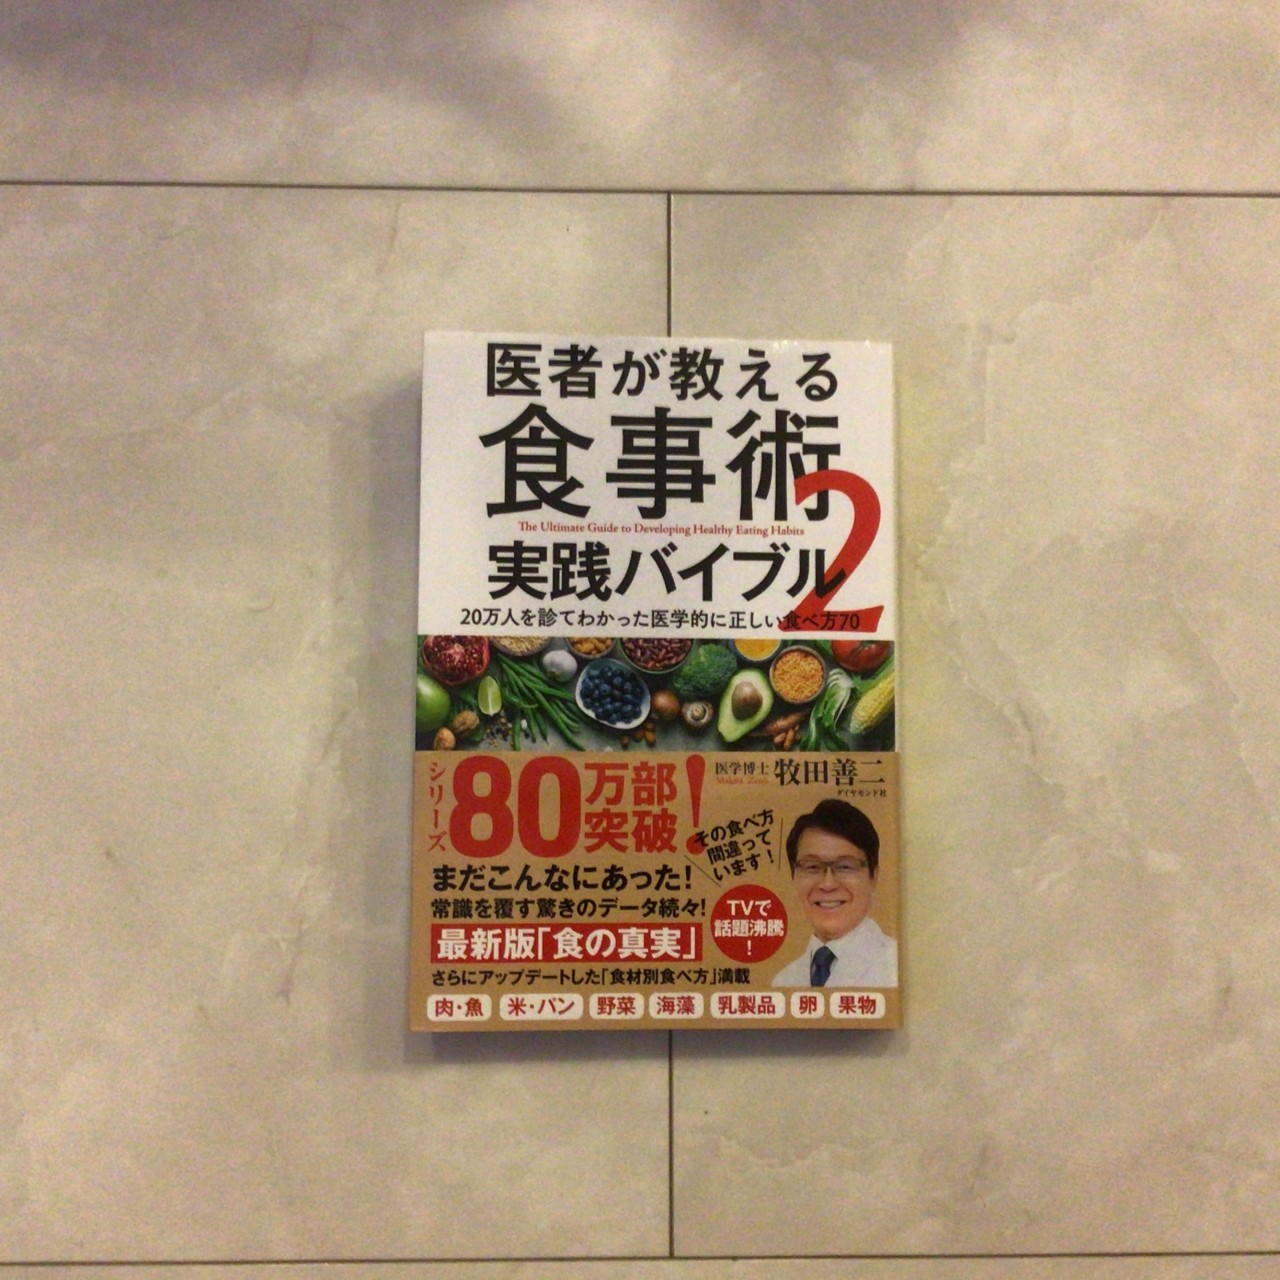 医者が教える
食事術2
The Ultimate Guide to Developing Healthy Eating Habits
実践バイブル
20万人を診てわかった医学的に正しい食べ方70
シリーズ80万部突破!
医学博士 牧田善二
Makita Zenji
ダイヤモンド社
その食べ方
間違って
います!
まだこんなにあった!
常識を覆す驚きのデータ続々!
最新版「食の真実」
TVで
話題沸騰
!
さらにアップデートした「食材別食べ方」満載
肉・魚 米・パン 野菜 海藻 乳製品 卵 果物